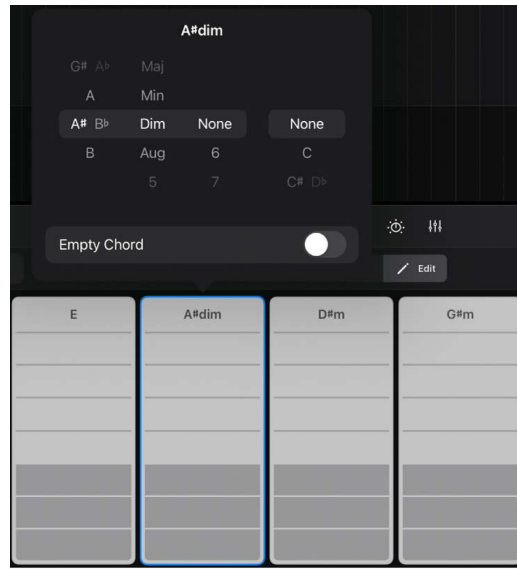 A#dim
G# A♭ Maj
A Min
A# B♭ Dim None None
B Aug 6 C
5 7 C# D♭
Empty Chord
Edit
E A#dim D#m G#m